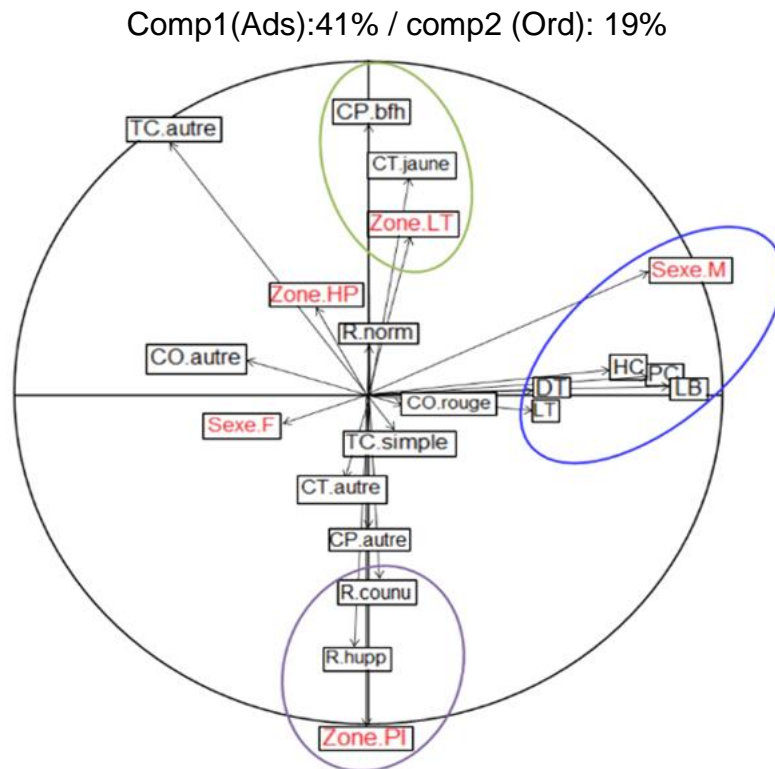 Comp1(Ads):41% / comp2 (Ord): 19%
CP.bfh
TC.autre
CT.jaune
Zone.LT
Sexe.M
Zone.HP
R.norm
CO.autre
HC
PC
DT
LB
CO.rouge
LT
Sexe.F
TC.simple
CT.autre
CP.autre
R.counu
R.hupp
Zone.PI